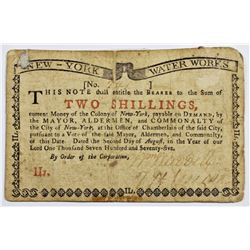 NEW-YORK WATER WORKS
[No. ]
THIS NOTE shall entitle the BEARER to the Sum of
TWO SHILLINGS,
current Money of the Colony of New-York, payable on DEMAND, by
the MAYOR, ALDERMEN, and COMMONALTY of
the City of New-York, at the Office of Chamberlain of the said City,
pursuant to a Vote of the said Mayor, Aldermen, and Commonalty, of
this Date. Dated the Second Day of August, in the Year of our
Lord One Thousand Seven Hundred and Seventy-five.
By Order of the Corporation,
IIs.